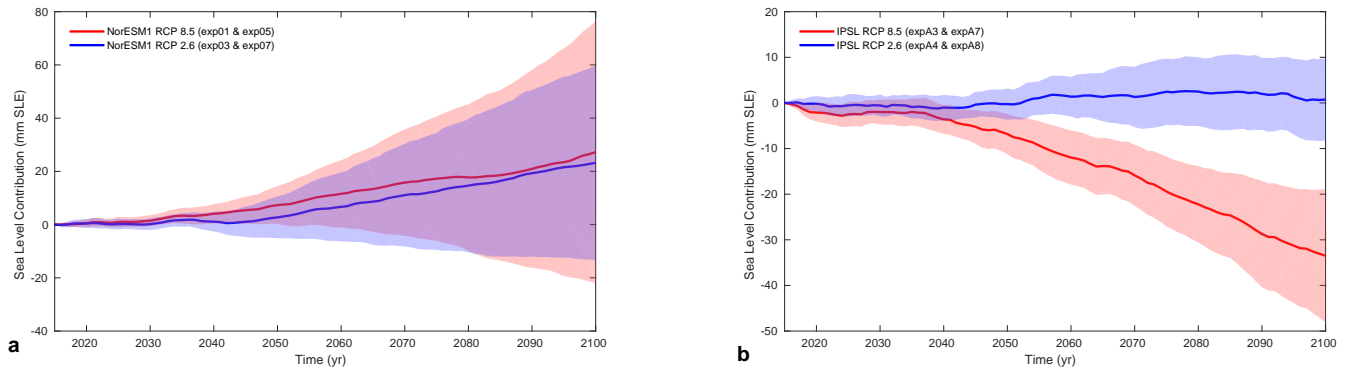 80
60
40
20
0
-20
-40
Sea Level Contribution (mm SLE)
NorESM1 RCP 8.5 (exp01 & exp05)
NorESM1 RCP 2.6 (exp03 & exp07)
2020 2030 2040 2050 2060 2070 2080 2090 2100
Time (yr)
a
20
10
0
-10
-20
-30
-40
-50
Sea Level Contribution (mm SLE)
IPSL RCP 8.5 (expA3 & expA7)
IPSL RCP 2.6 (expA4 & expA8)
2020 2030 2040 2050 2060 2070 2080 2090 2100
Time (yr)
b